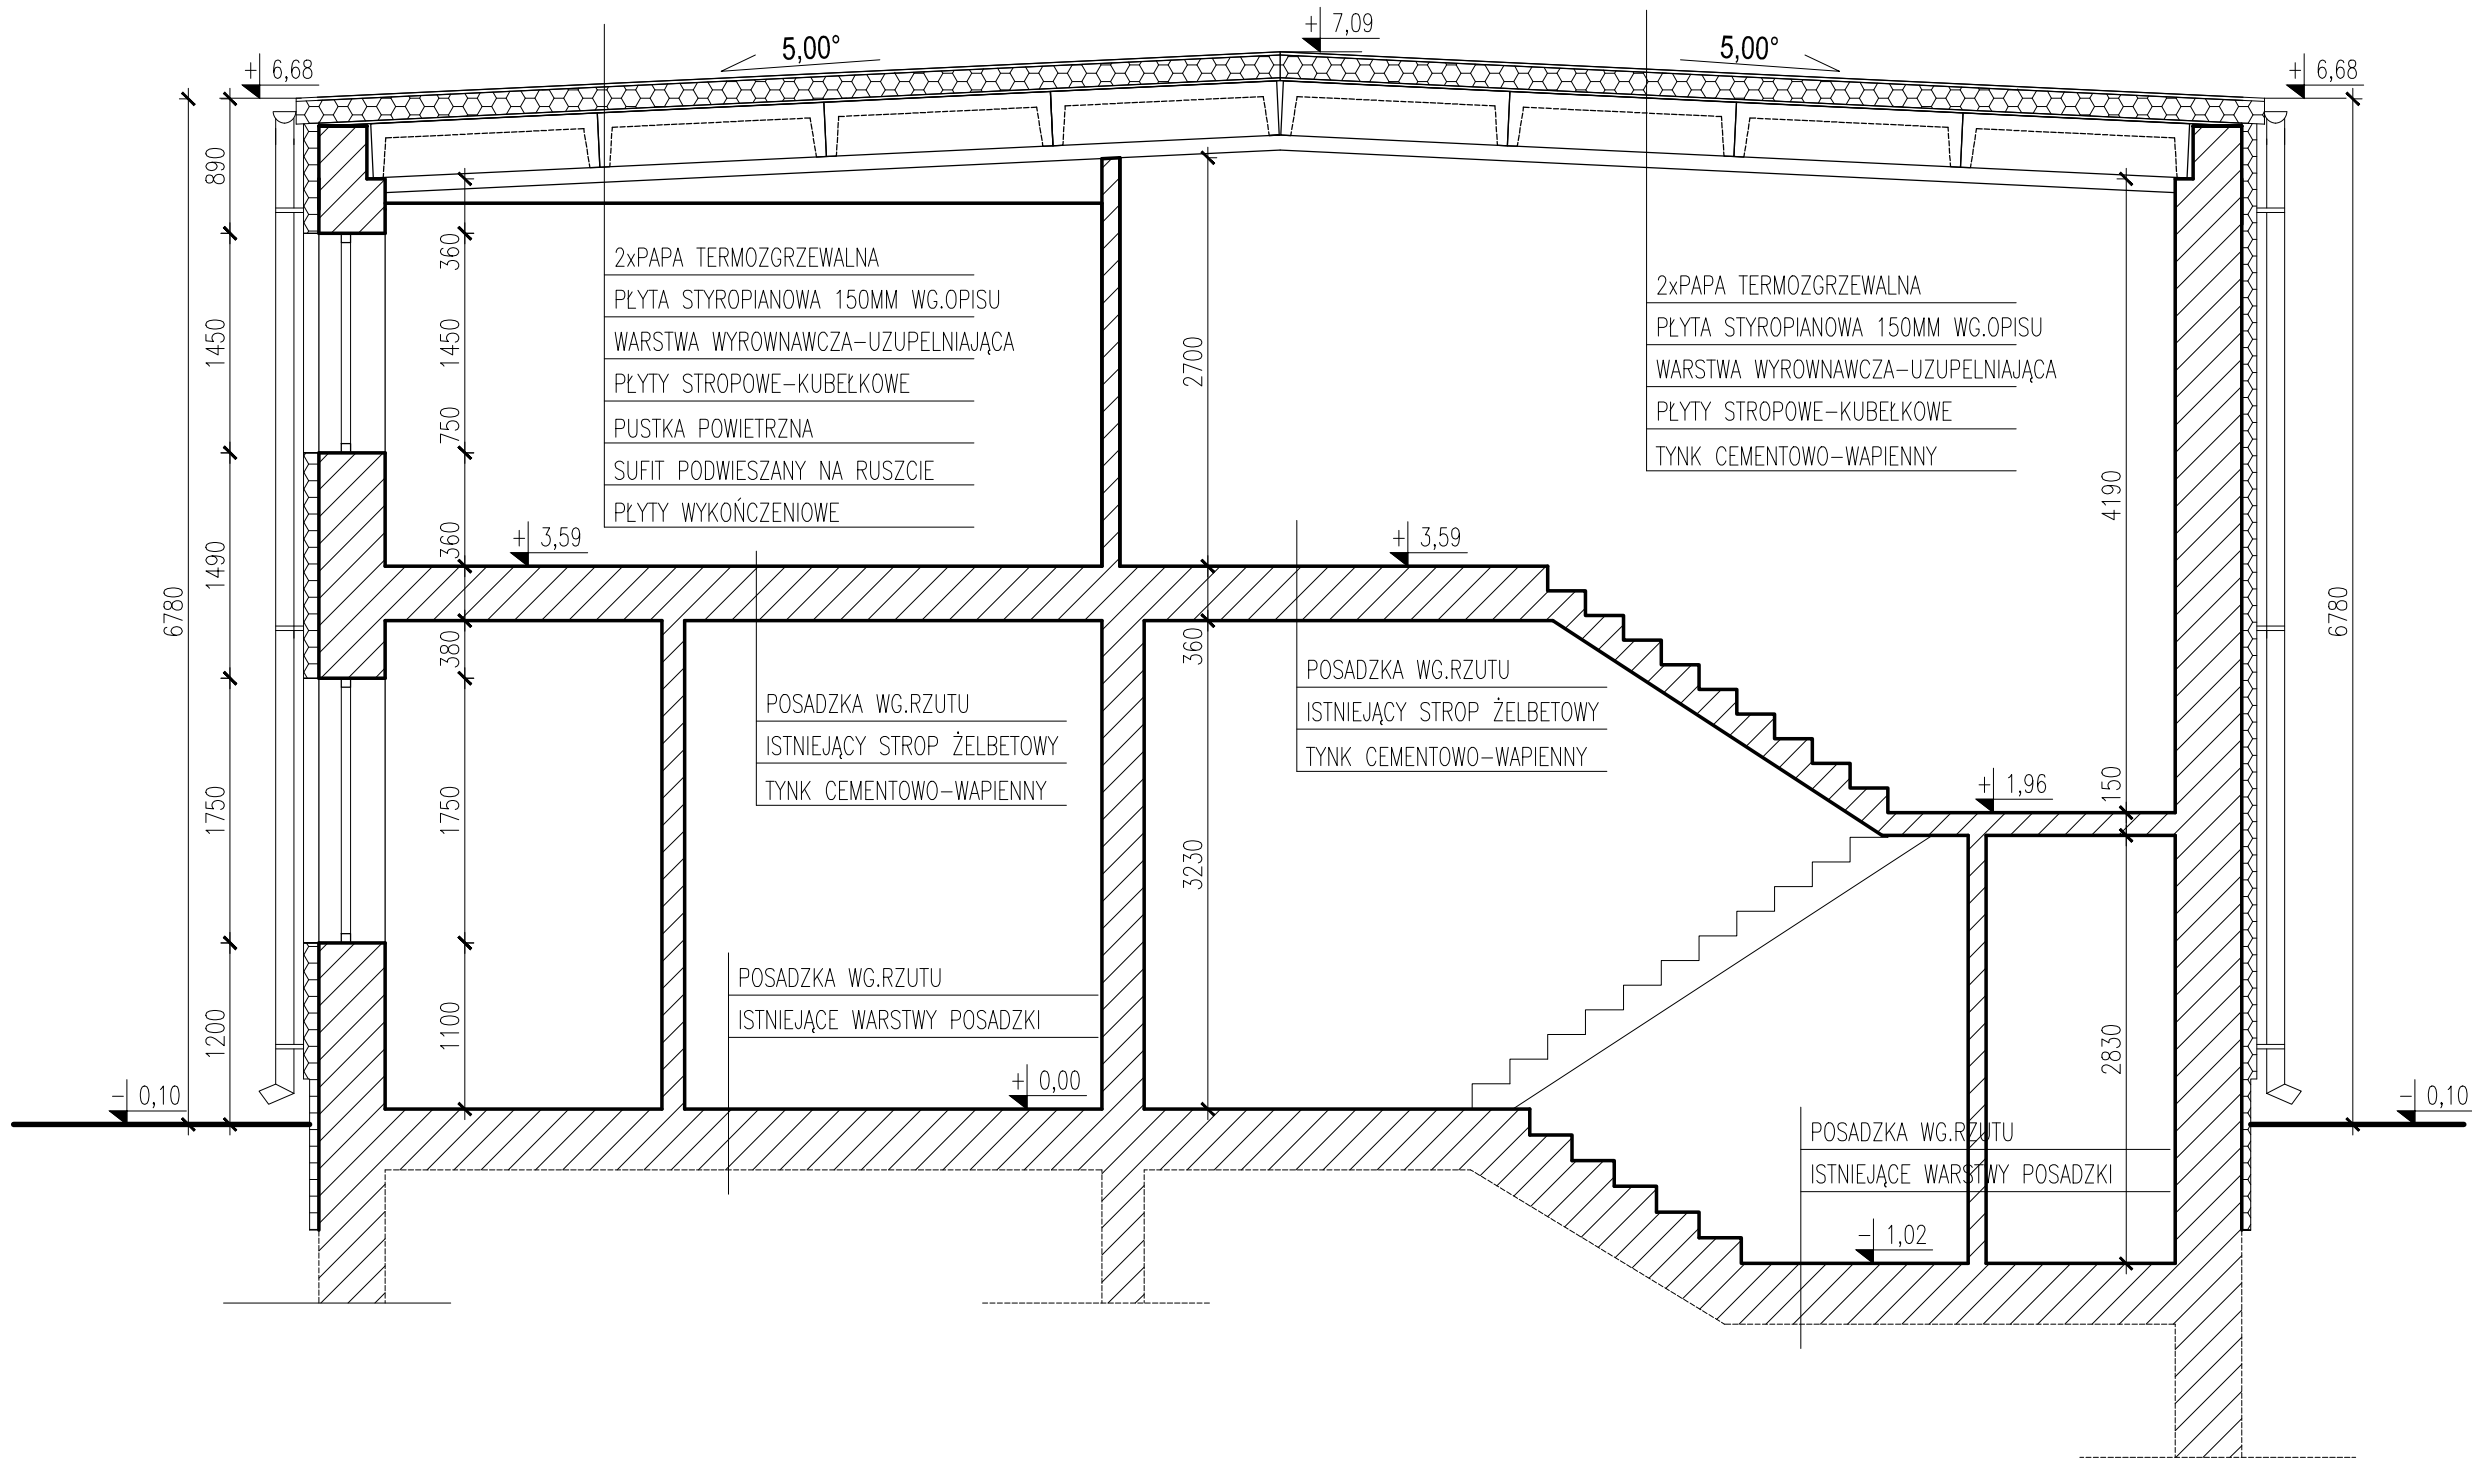 + 7,09
5,00°
5,00°
+ 6,68
+ 6,68
890
360
2xPAPA TERMOZGRZEWALNA
PŁYTA STYROPIANOWA 150MM WG.OPISU
WARSTWA WYROWNAWCZA-UZUPELNIAJĄCA
PŁYTY STROPOWE-KUBEŁKOWE
PUSTKA POWIETRZNA
SUFIT PODWIESZANY NA RUSZCIE
PŁYTY WYKOŃCZENIOWE
2xPAPA TERMOZGRZEWALNA
PŁYTA STYROPIANOWA 150MM WG.OPISU
WARSTWA WYROWNAWCZA-UZUPELNIAJĄCA
PŁYTY STROPOWE-KUBEŁKOWE
TYNK CEMENTOWO-WAPIENNY
1450
1450
2700
750
4190
360
+ 3,59
+ 3,59
1490
6780
6780
380
360
POSADZKA WG.RZUTU
ISTNIEJĄCY STROP ŻELBETOWY
TYNK CEMENTOWO-WAPIENNY
POSADZKA WG.RZUTU
ISTNIEJĄCY STROP ŻELBETOWY
TYNK CEMENTOWO-WAPIENNY
+ 1,96
150
1750
1750
3230
POSADZKA WG.RZUTU
ISTNIEJĄCE WARSTWY POSADZKI
1200
1100
2830
+ 0,00
- 0,10
- 0,10
POSADZKA WG.RZUTU
ISTNIEJĄCE WARSTWY POSADZKI
- 1,02